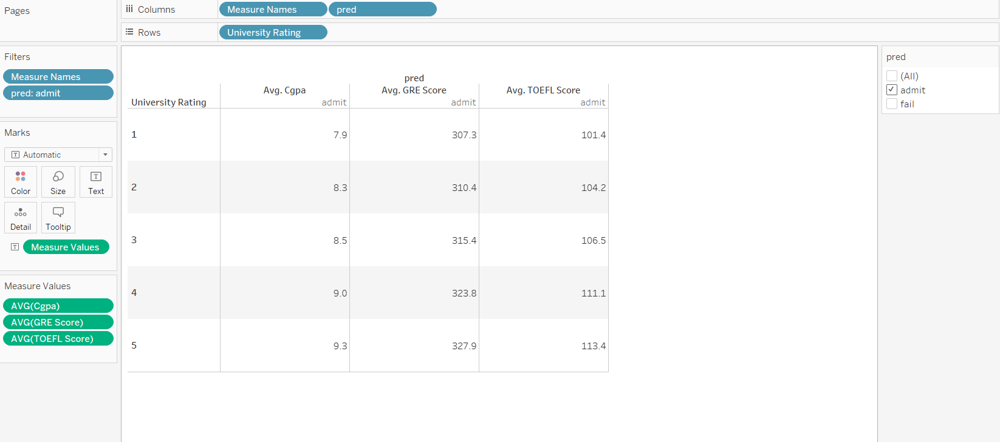 Pages
Columns Measure Names pred
Rows University Rating
Filters
Measure Names
pred: admit
Marks
T Automatic
Color Size Text
Detail Tooltip
T Measure Values
Measure Values
AVG(Cgpa)
AVG(GRE Score)
AVG(TOEFL Score)
pred
Avg. Cgpa Avg. GRE Score Avg. TOEFL Score
University Rating admit admit admit
1 7.9 307.3 101.4
2 8.3 310.4 104.2
3 8.5 315.4 106.5
4 9.0 323.8 111.1
5 9.3 327.9 113.4
pred
(All)
admit
fail